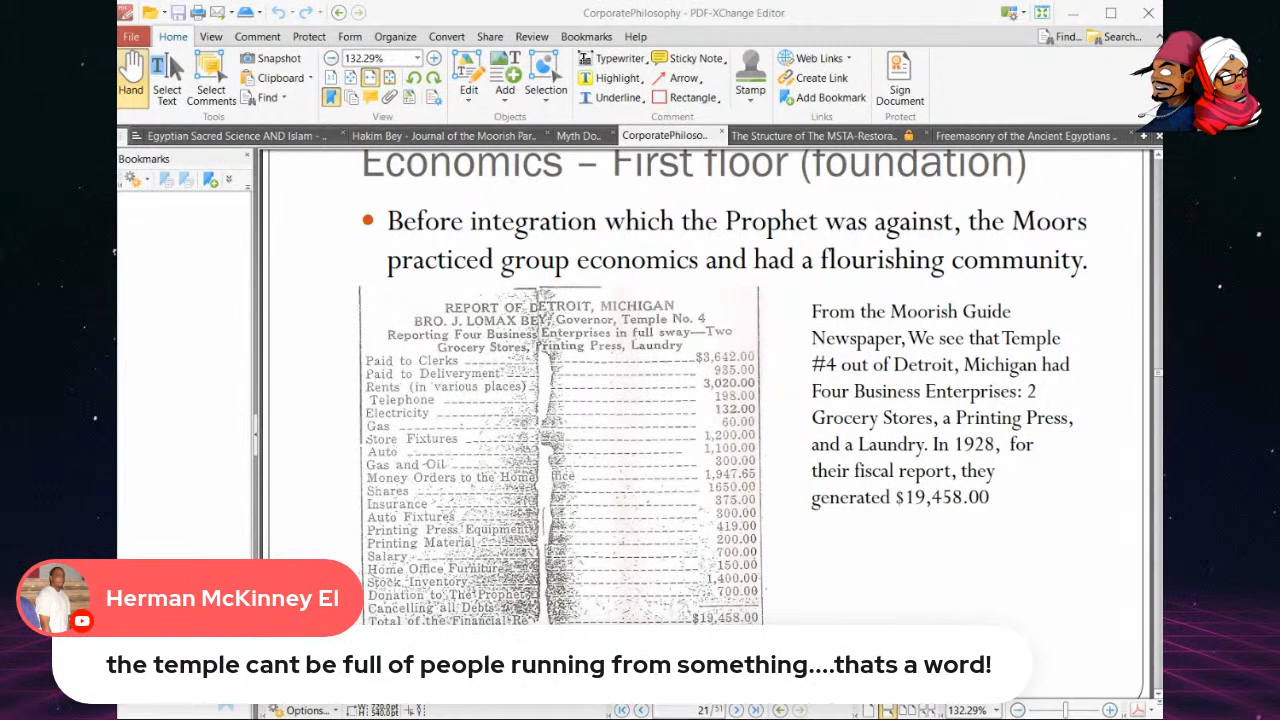 CorporatePhilosophy - PDF-XChange Editor
File Home View Comment Protect Form Organize Convert Share Review Bookmarks Help Find... Search...
Hand
Select Text
Select Comments
Snapshot
Clipboard
Find
Tools
132.29%
View
Edit
Add
Selection
Objects
Typewriter
Highlight
Underline
Sticky Note
Arrow
Rectangle
Stamp
Comment
Web Links
Create Link
Add Bookmark
Links
Sign Document
Protect
Egyptian Sacred Science AND Islam - ..
Hakim Bey - Journal of the Moorish Par..
Myth Do..
CorporatePhiloso..
The Structure of The MSTA-Restora..
Freemasonry of the Ancient Egyptians ..
Bookmarks
Economics – First floor (foundation)
Before integration which the Prophet was against, the Moors
practiced group economics and had a flourishing community.
REPORT OF DETROIT, MICHIGAN
BRO. J. LOMAX BEY, Governor, Temple No. 4
Reporting Four Business Enterprises in full sway—Two
Grocery Stores, Printing Press, Laundry
Paid to Clerks $3,642.00
Paid to Deliveryment 935.00
Rents (in various places) 3,020.00
Telephone 198.00
Electricity 132.00
Gas 60.00
Store Fixtures 1,200.00
Auto 1,100.00
Gas and Oil 300.00
Money Orders to the Home Office 1,947.65
Shares 1650.00
Insurance 375.00
Auto Fixtures 300.00
Printing Press Equipment 419.00
Printing Material 200.00
Salary 700.00
Home Office Furniture 150.00
Stock Inventory 1,400.00
Donation to The Prophet 700.00
Cancelling all Debts
Total of the Financial Re $19,458.00
From the Moorish Guide
Newspaper, We see that Temple
#4 out of Detroit, Michigan had
Four Business Enterprises: 2
Grocery Stores, a Printing Press,
and a Laundry. In 1928, for
their fiscal report, they
generated $19,458.00
Herman McKinney El
the temple cant be full of people running from something....thats a word!
Options...
21 / 51
132.29%